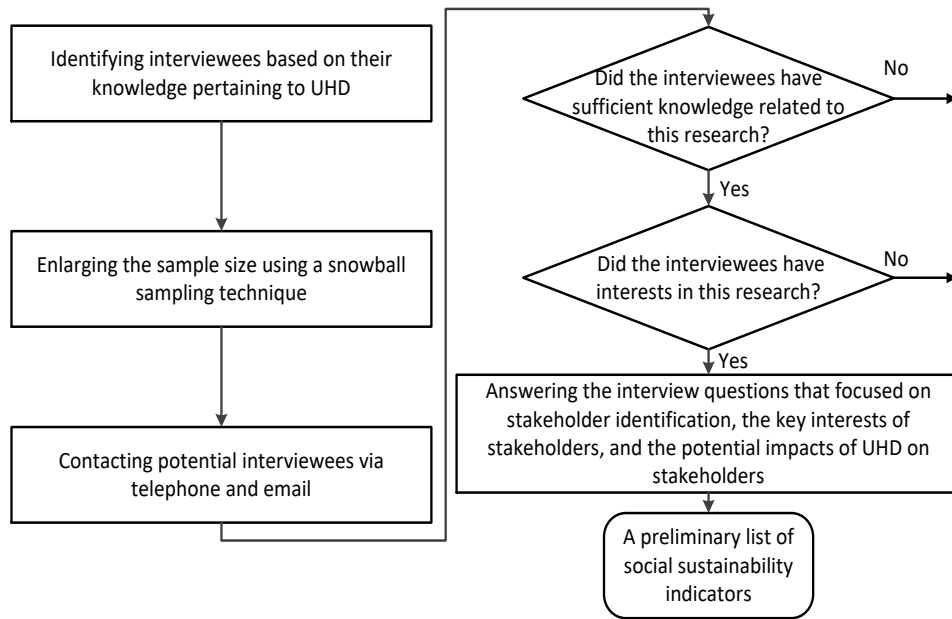 Identifying interviewees based on their
knowledge pertaining to UHD
Enlarging the sample size using a snowball
sampling technique
Contacting potential interviewees via
telephone and email
Did the interviewees have
sufficient knowledge related to
this research?
No
Yes
Did the interviewees have
interests in this research?
No
Yes
Answering the interview questions that focused on
stakeholder identification, the key interests of
stakeholders, and the potential impacts of UHD on
stakeholders
A preliminary list of
social sustainability
indicators